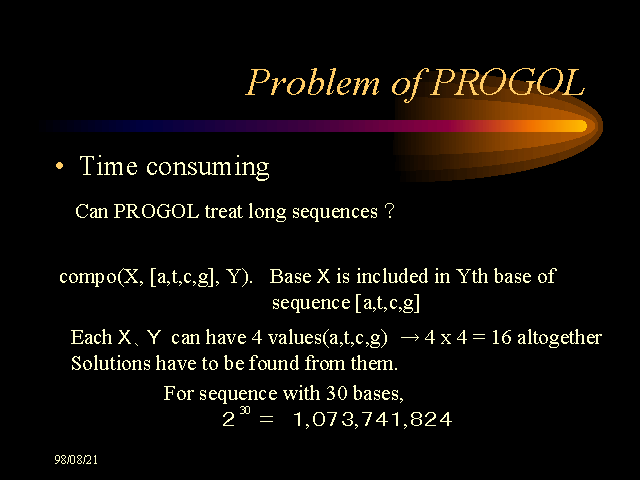 Problem of PROGOL
• Time consuming
Can PROGOL treat long sequences ?
compo(X, [a,t,c,g], Y). Base X is included in Yth base of
sequence [a,t,c,g]
Each X、Y can have 4 values(a,t,c,g) → 4 x 4 = 16 altogether
Solutions have to be found from them.
For sequence with 30 bases,
2^30 = 1,073,741,824
98/08/21